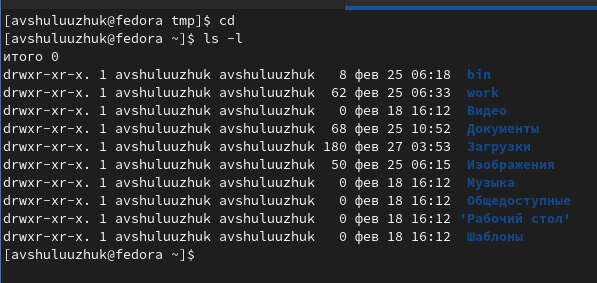 [avshuluuzhuk@fedora tmp]$ cd
[avshuluuzhuk@fedora ~]$ ls -l
итого 0
drwxr-xr-x. 1 avshuluuzhuk avshuluuzhuk   8 фев 25 06:18  bin
drwxr-xr-x. 1 avshuluuzhuk avshuluuzhuk  62 фев 25 06:33  work
drwxr-xr-x. 1 avshuluuzhuk avshuluuzhuk   0 фев 18 16:12  Видео
drwxr-xr-x. 1 avshuluuzhuk avshuluuzhuk  68 фев 25 10:52  Документы
drwxr-xr-x. 1 avshuluuzhuk avshuluuzhuk 180 фев 27 03:53  Загрузки
drwxr-xr-x. 1 avshuluuzhuk avshuluuzhuk  50 фев 25 06:15  Изображения
drwxr-xr-x. 1 avshuluuzhuk avshuluuzhuk   0 фев 18 16:12  Музыка
drwxr-xr-x. 1 avshuluuzhuk avshuluuzhuk   0 фев 18 16:12  Общедоступные
drwxr-xr-x. 1 avshuluuzhuk avshuluuzhuk   0 фев 18 16:12 'Рабочий стол'
drwxr-xr-x. 1 avshuluuzhuk avshuluuzhuk   0 фев 18 16:12  Шаблоны
[avshuluuzhuk@fedora ~]$